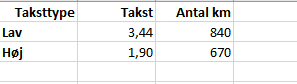 Taksttype Takst Antal km
Lav 3,44 840
Høj 1,90 670